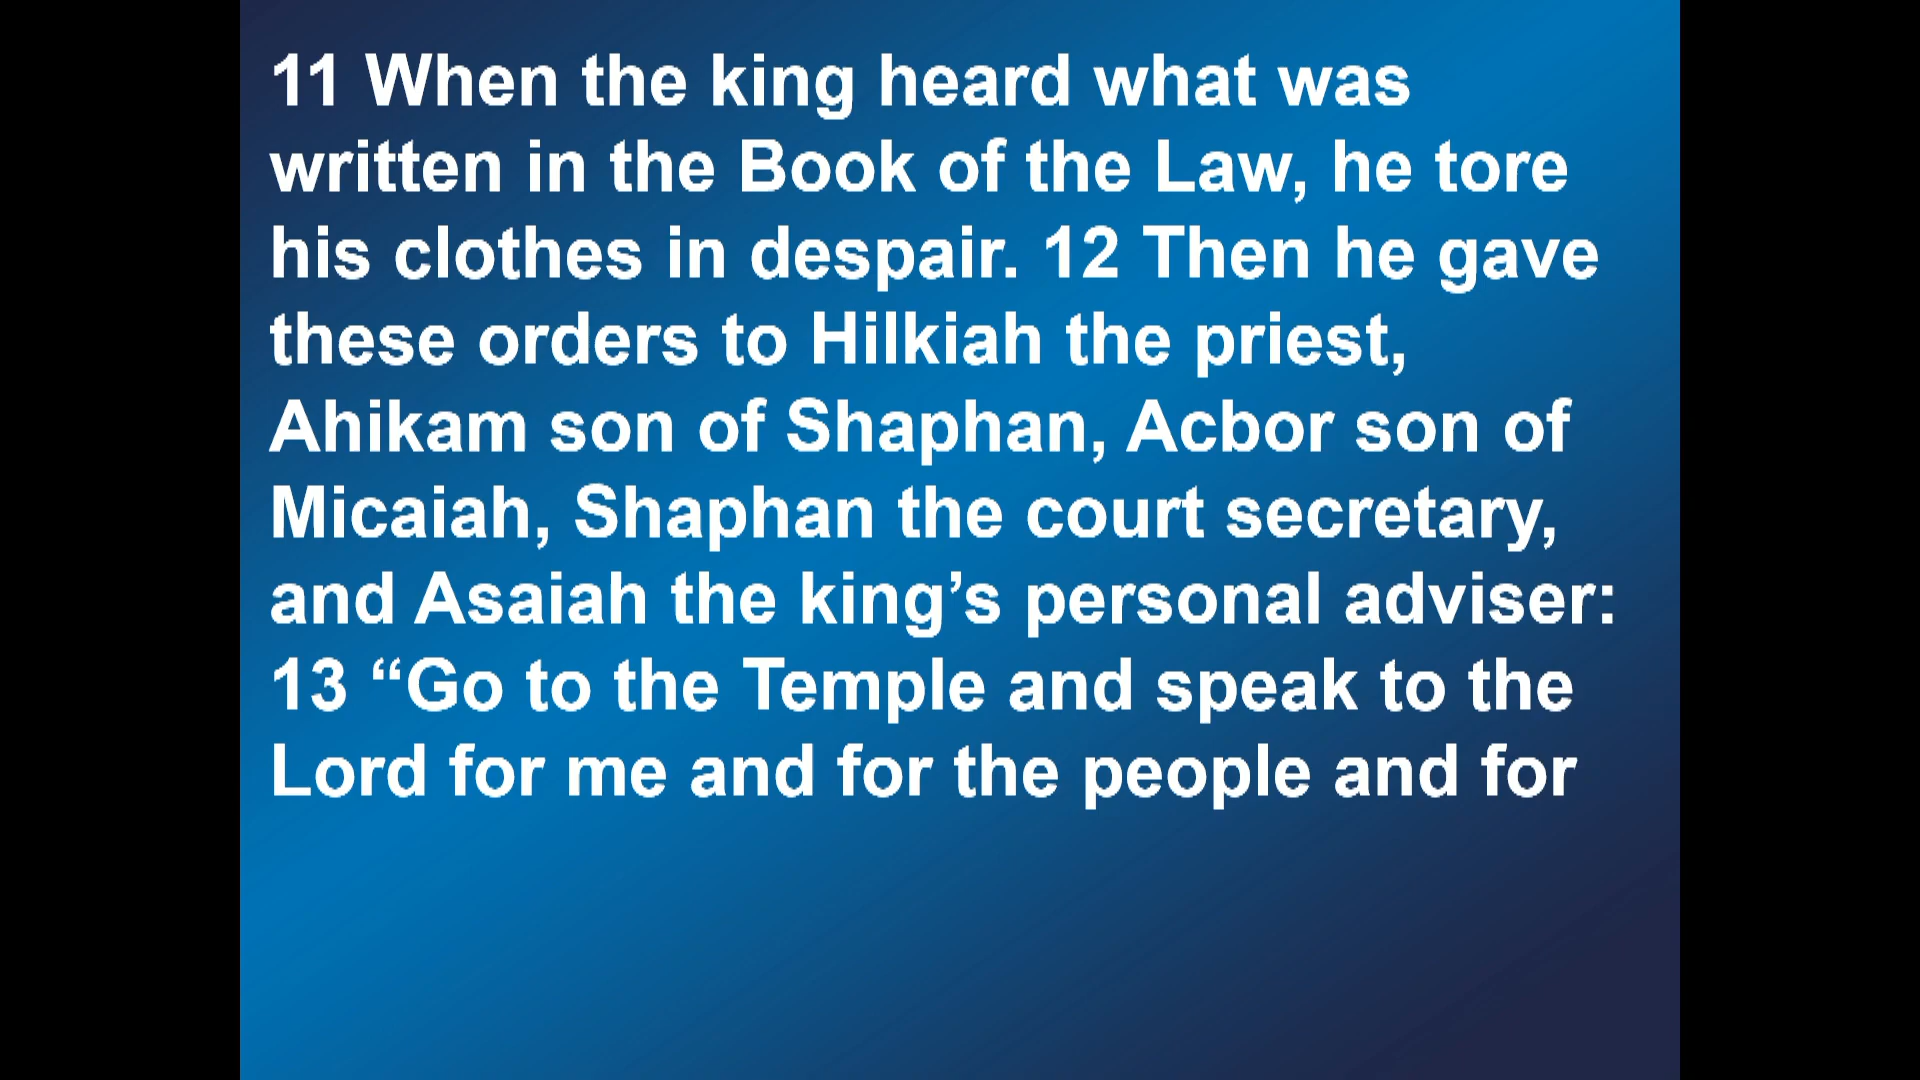 11 When the king heard what was
written in the Book of the Law, he tore
his clothes in despair. 12 Then he gave
these orders to Hilkiah the priest,
Ahikam son of Shaphan, Acbor son of
Micaiah, Shaphan the court secretary,
and Asaiah the king’s personal adviser:
13 “Go to the Temple and speak to the
Lord for me and for the people and for